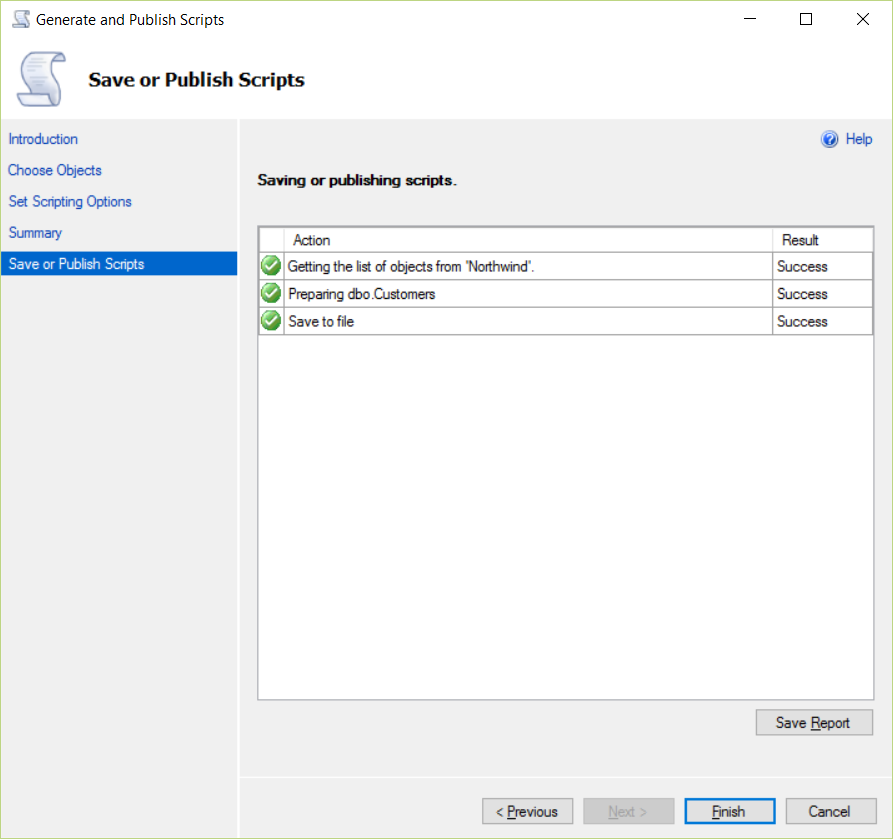 Generate and Publish Scripts
Save or Publish Scripts
Introduction
Choose Objects
Set Scripting Options
Summary
Save or Publish Scripts
Help
Saving or publishing scripts.
Action Result
Getting the list of objects from 'Northwind'. Success
Preparing dbo.Customers Success
Save to file Success
Save Report
< Previous Next > Finish Cancel